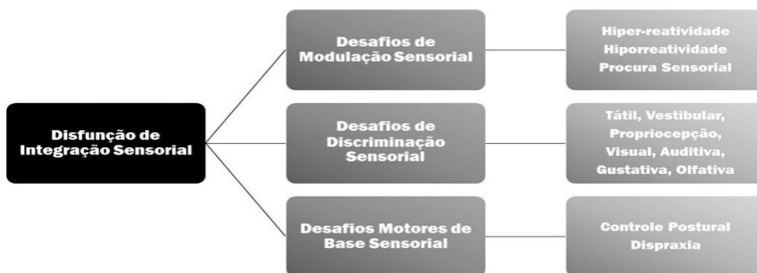 Disfunção de
Integração Sensorial
Desafios de
Modulação Sensorial
Hiper-reatividade
Hiporreatividade
Procura Sensorial
Desafios de
Discriminação
Sensorial
Tátil, Vestibular,
Propriocepção,
Visual, Auditiva,
Gustativa, Olfativa
Desafios Motores de
Base Sensorial
Controle Postural
Dispraxia